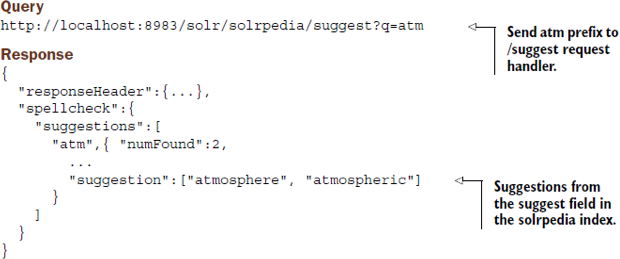 Query
http://localhost:8983/solr/solrpedia/suggest?q=atm
Send atm prefix to
/suggest request
handler.
Response
{
  "responseHeader":{...},
  "spellcheck":{
    "suggestions":[
      "atm",{ "numFound":2,
        ...
        "suggestion":["atmosphere", "atmospheric"]
      }
    ]
  }
}
Suggestions from
the suggest field in
the solrpedia index.